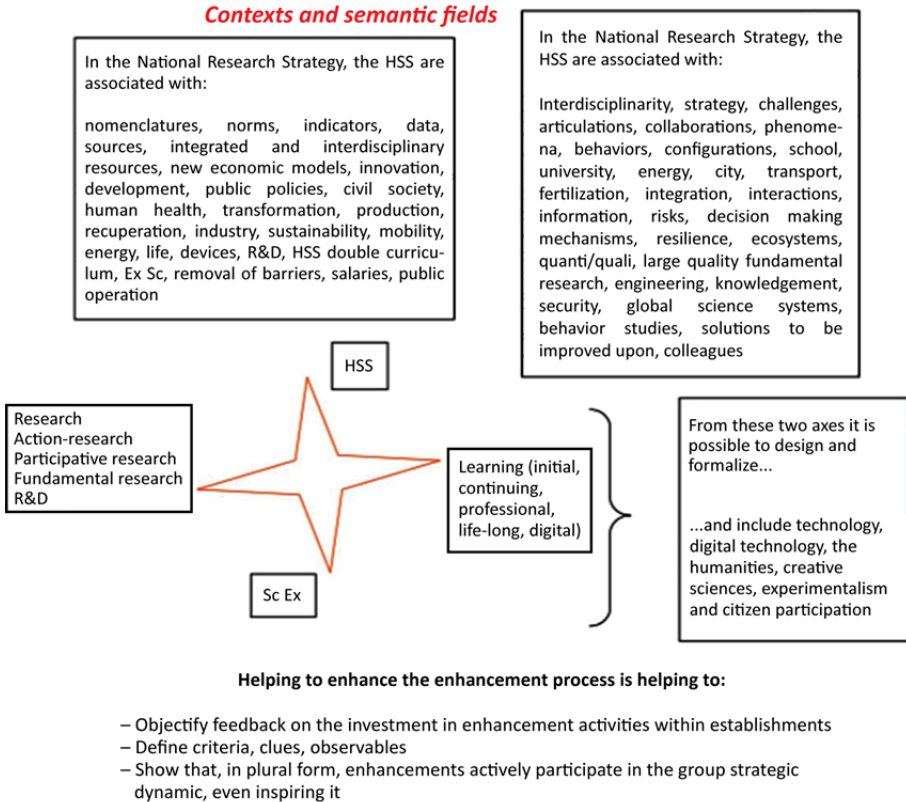 Contexts and semantic fields
In the National Research Strategy, the HSS are
associated with:
nomenclatures, norms, indicators, data,
sources, integrated and interdisciplinary
resources, new economic models, innovation,
development, public policies, civil society,
human health, transformation, production,
recuperation, industry, sustainability, mobility,
energy, life, devices, R&D, HSS double curricu-
lum, Ex Sc, removal of barriers, salaries, public
operation
In the National Research Strategy, the
HSS are associated with:
Interdisciplinarity, strategy, challenges,
articulations, collaborations, phenome-
na, behaviors, configurations, school,
university, energy, city, transport,
fertilization, integration, interactions,
information, risks, decision making
mechanisms, resilience, ecosystems,
quanti/quali, large quality fundamental
research, engineering, knowledgement,
security, global science systems,
behavior studies, solutions to be
improved upon, colleagues
HSS
Research
Action-research
Participative research
Fundamental research
R&D
Learning (initial,
continuing,
professional,
life-long, digital)
Sc Ex
From these two axes it is
possible to design and
formalize...
...and include technology,
digital technology, the
humanities, creative
sciences, experimentalism
and citizen participation
Helping to enhance the enhancement process is helping to:
– Objectify feedback on the investment in enhancement activities within establishments
– Define criteria, clues, observables
– Show that, in plural form, enhancements actively participate in the group strategic
dynamic, even inspiring it